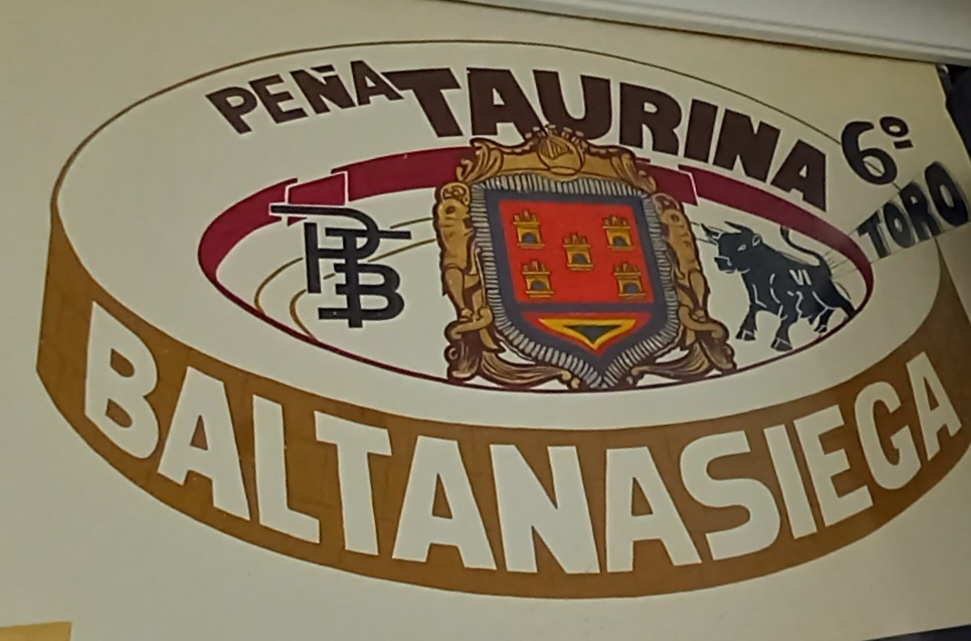 PEÑA TAURINA
6º
TORO
PTB
VI
BALTANASIEGA